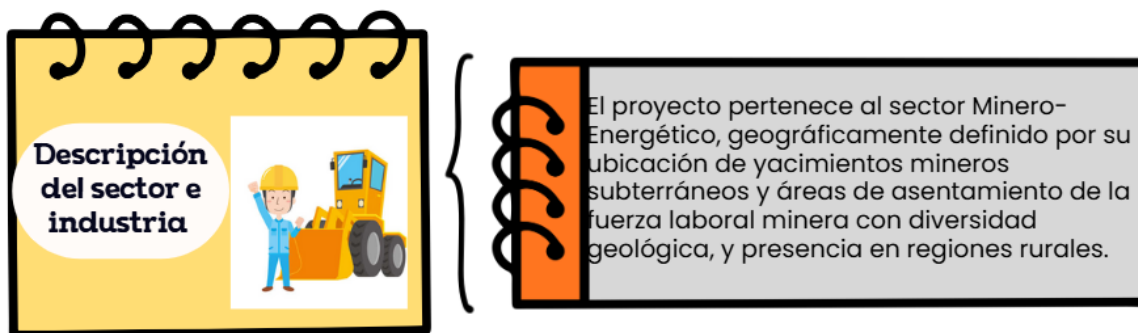 Descripción
del sector e
industria
El proyecto pertenece al sector Minero-
Energético, geográficamente definido por su
ubicación de yacimientos mineros
subterráneos y áreas de asentamiento de la
fuerza laboral minera con diversidad
geológica, y presencia en regiones rurales.